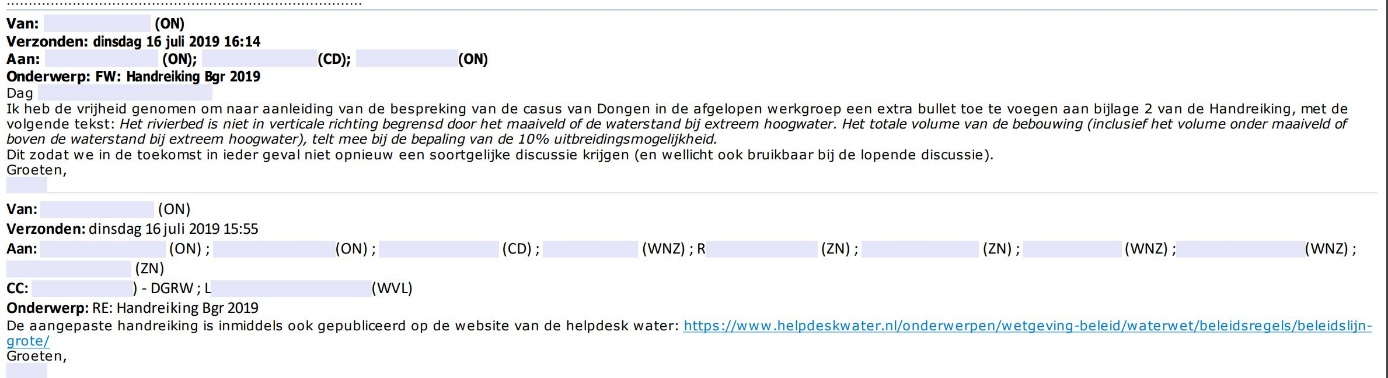 ................................................................................
Van: (ON)
Verzonden: dinsdag 16 juli 2019 16:14
Aan: (ON); (CD); (ON)
Onderwerp: FW: Handreiking Bgr 2019
Dag
Ik heb de vrijheid genomen om naar aanleiding van de bespreking van de casus van Dongen in de afgelopen werkgroep een extra bullet toe te voegen aan bijlage 2 van de Handreiking, met de
volgende tekst: Het rivierbed is niet in verticale richting begrensd door het maaiveld of de waterstand bij extreem hoogwater. Het totale volume van de bebouwing (inclusief het volume onder maaiveld of
boven de waterstand bij extreem hoogwater), telt mee bij de bepaling van de 10% uitbreidingsmogelijkheid.
Dit zodat we in de toekomst in ieder geval niet opnieuw een soortgelijke discussie krijgen (en wellicht ook bruikbaar bij de lopende discussie).
Groeten,
Van: (ON)
Verzonden: dinsdag 16 juli 2019 15:55
Aan: (ON) ; (ON) ; (CD) ; (WNZ) ; R (ZN) ; (ZN) ; (WNZ) ; (WNZ) ;
(ZN)
CC: ) - DGRW ; L (WVL)
Onderwerp: RE: Handreiking Bgr 2019
De aangepaste handreiking is inmiddels ook gepubliceerd op de website van de helpdesk water: https://www.helpdeskwater.nl/onderwerpen/wetgeving-beleid/waterwet/beleidsregels/beleidslijn-
grote/
Groeten,